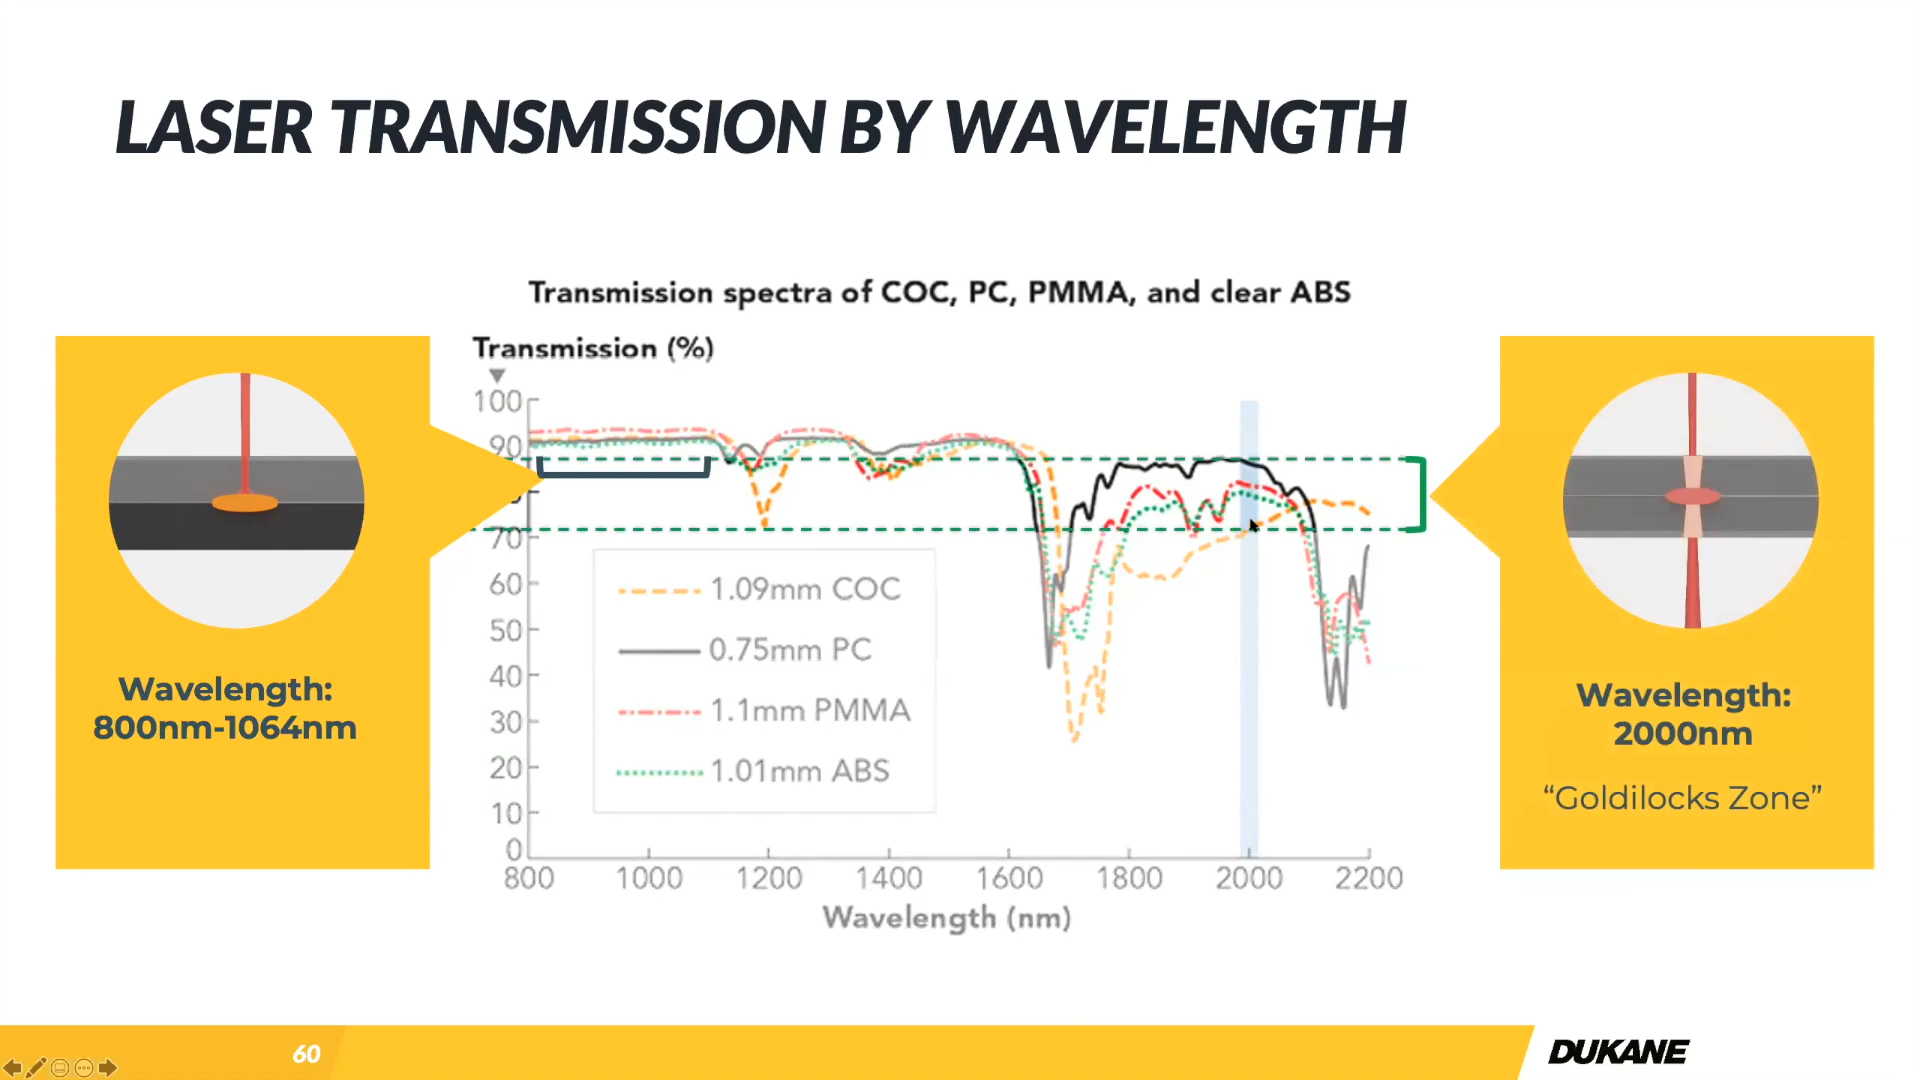 LASER TRANSMISSION BY WAVELENGTH
Transmission spectra of COC, PC, PMMA, and clear ABS
Transmission (%)
100
90
70
60
50
40
30
20
10
0
1.09mm COC
0.75mm PC
1.1mm PMMA
1.01mm ABS
800 1000 1200 1400 1600 1800 2000 2200
Wavelength (nm)
Wavelength:
800nm-1064nm
Wavelength:
2000nm
“Goldilocks Zone”
60
DUKANE